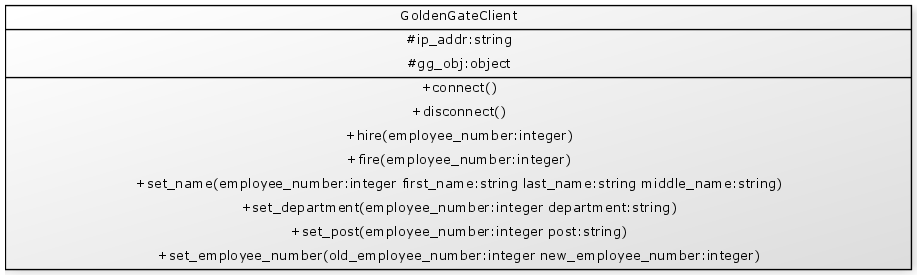 GoldenGateClient
#ip_addr:string
#gg_obj:object
+connect()
+disconnect()
+hire(employee_number:integer)
+fire(employee_number:integer)
+set_name(employee_number:integer first_name:string last_name:string middle_name:string)
+set_department(employee_number:integer department:string)
+set_post(employee_number:integer post:string)
+set_employee_number(old_employee_number:integer new_employee_number:integer)